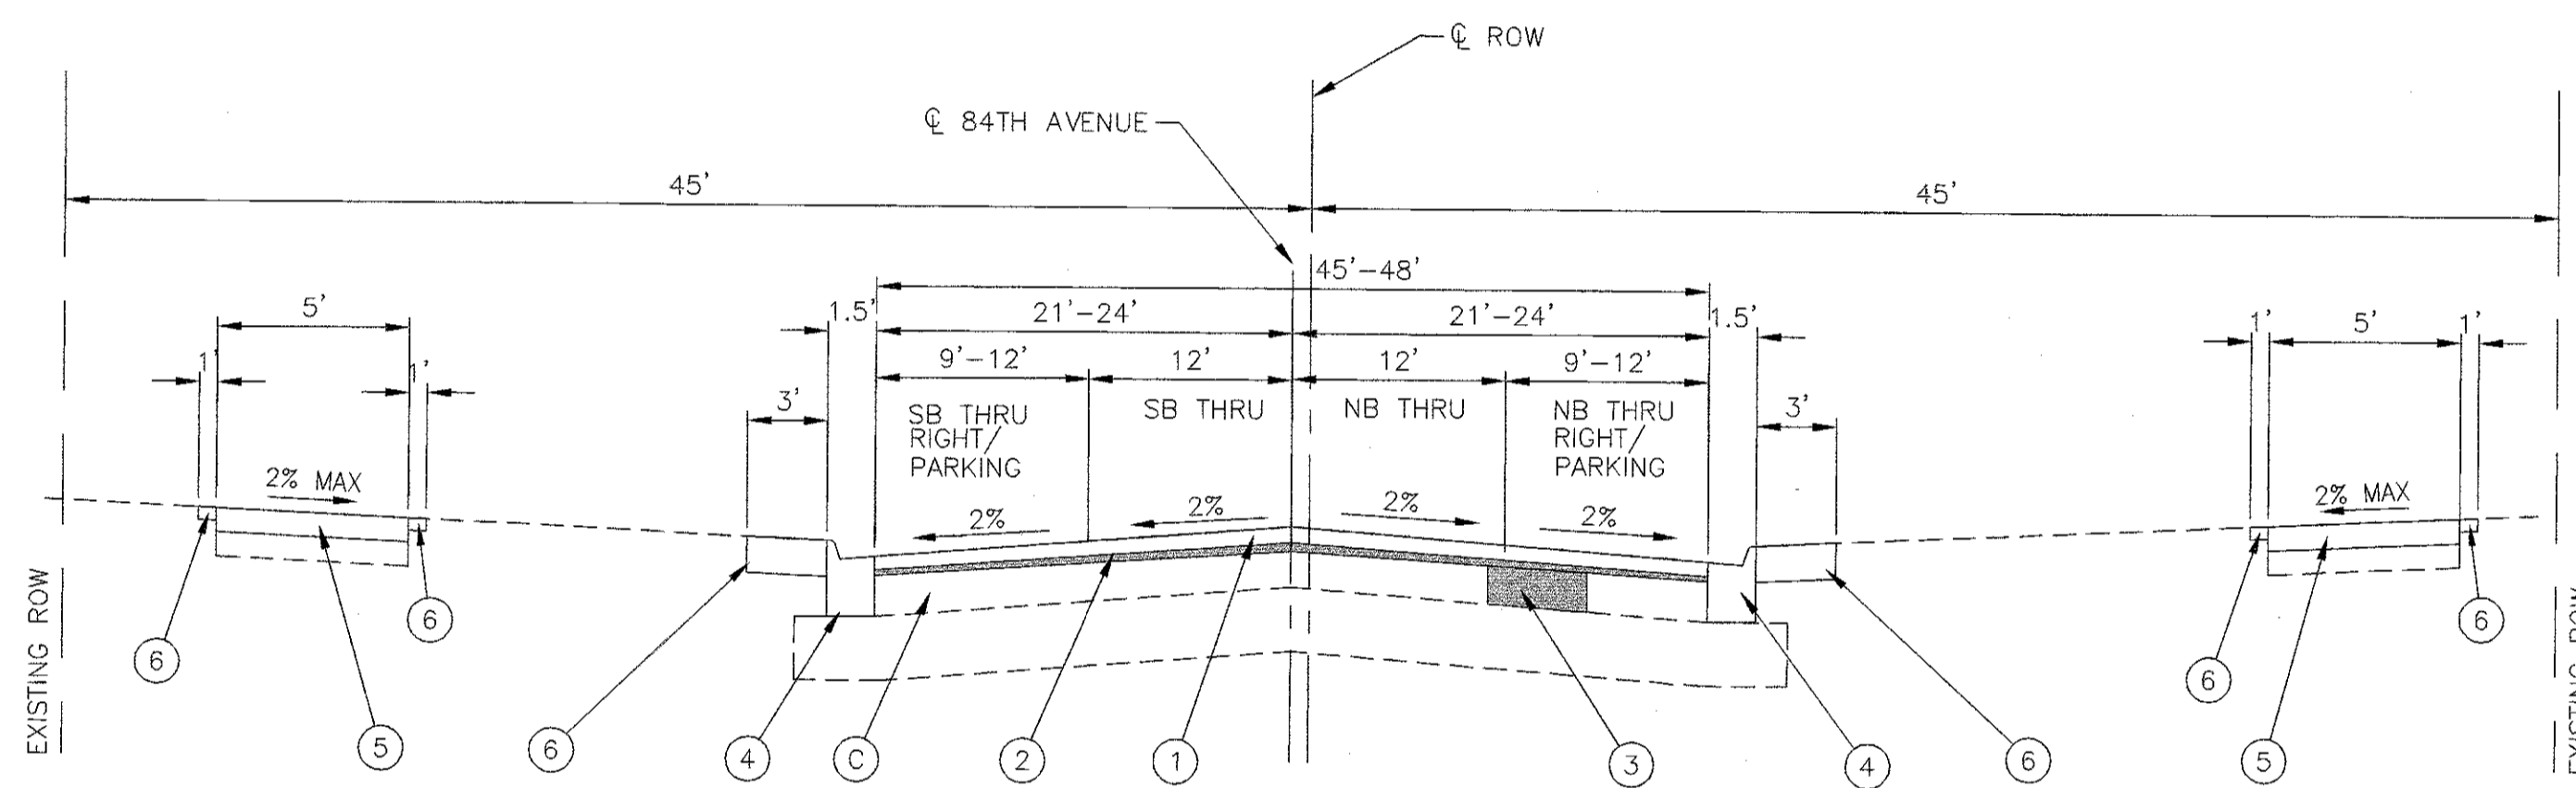 ℄ ROW
℄ 84TH AVENUE
45' 45'
45'-48'
5' 1.5' 21'-24' 21'-24' 1.5' 1' 5' 1'
1' 1' 9'-12' 12' 12' 9'-12'
3' SB THRU RIGHT/ PARKING SB THRU NB THRU NB THRU RIGHT/ PARKING 3'
2% MAX 2% 2% 2% 2% 2% MAX
EXISTING ROW
EXISTING ROW
6 6 6 6
5 6 4 C 2 1 3 4 6 5